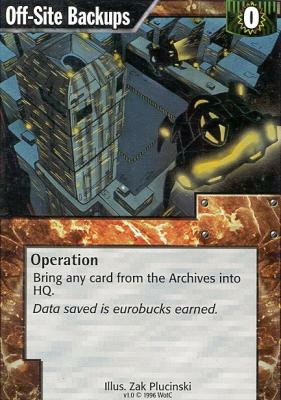 Off-Site Backups
0
Operation
Bring any card from the Archives into
HQ.
Data saved is eurobucks earned.
Illus. Zak Plucinski
v1.0 © 1996 WotC